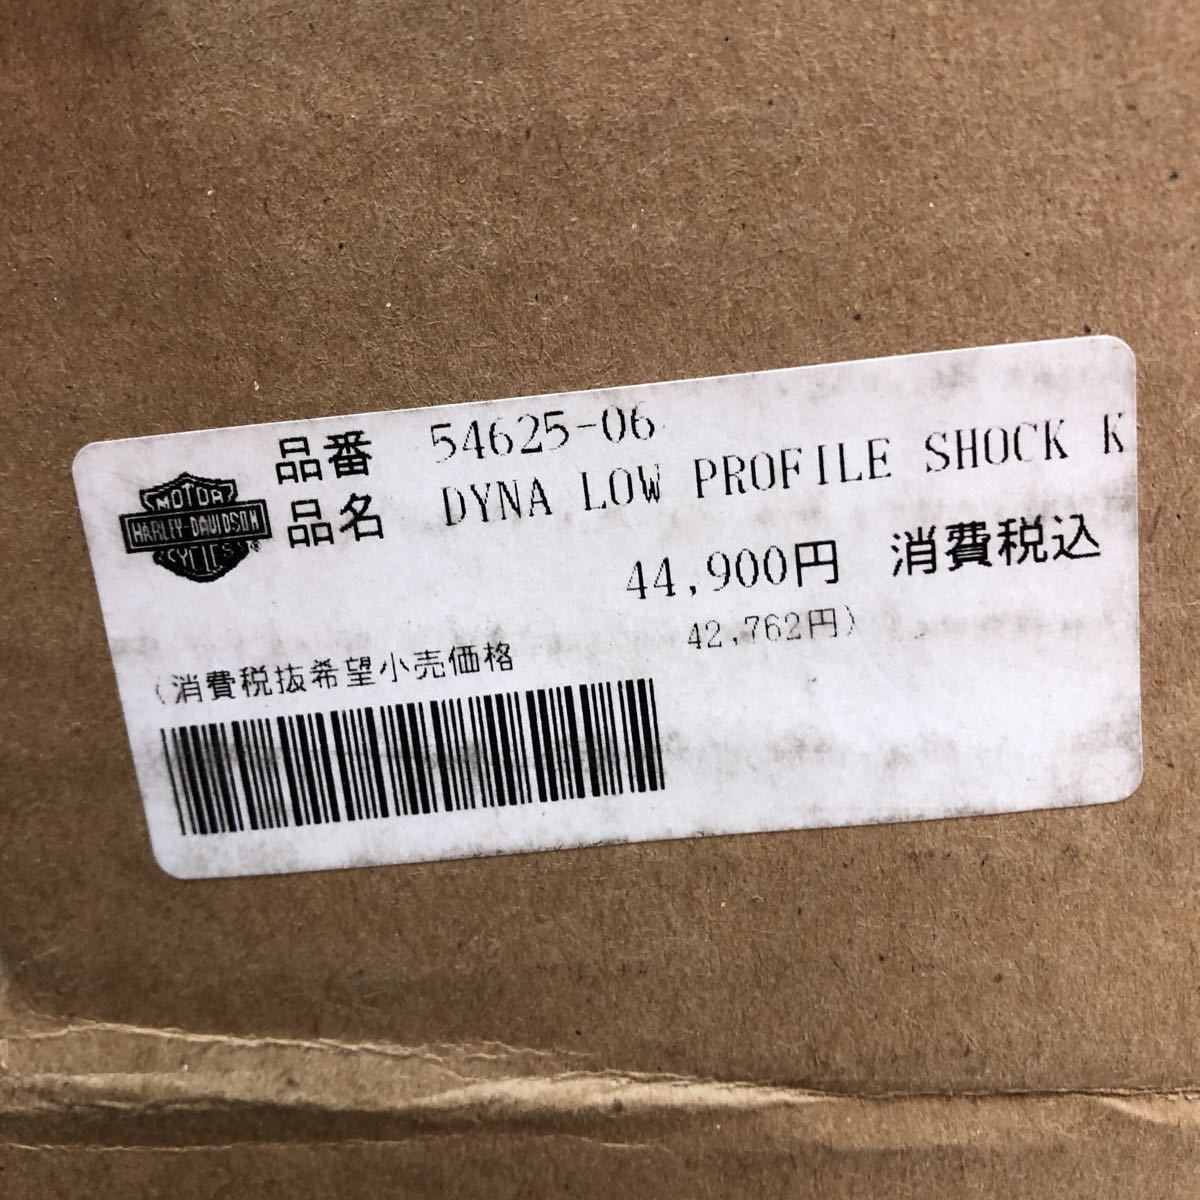 MOTOR
HARLEY-DAVIDSON
CYCLES®
品番 54625-06
品名 DYNA LOW PROFILE SHOCK K
44,900円 消費税込
(消費税抜希望小売価格 42,762円)